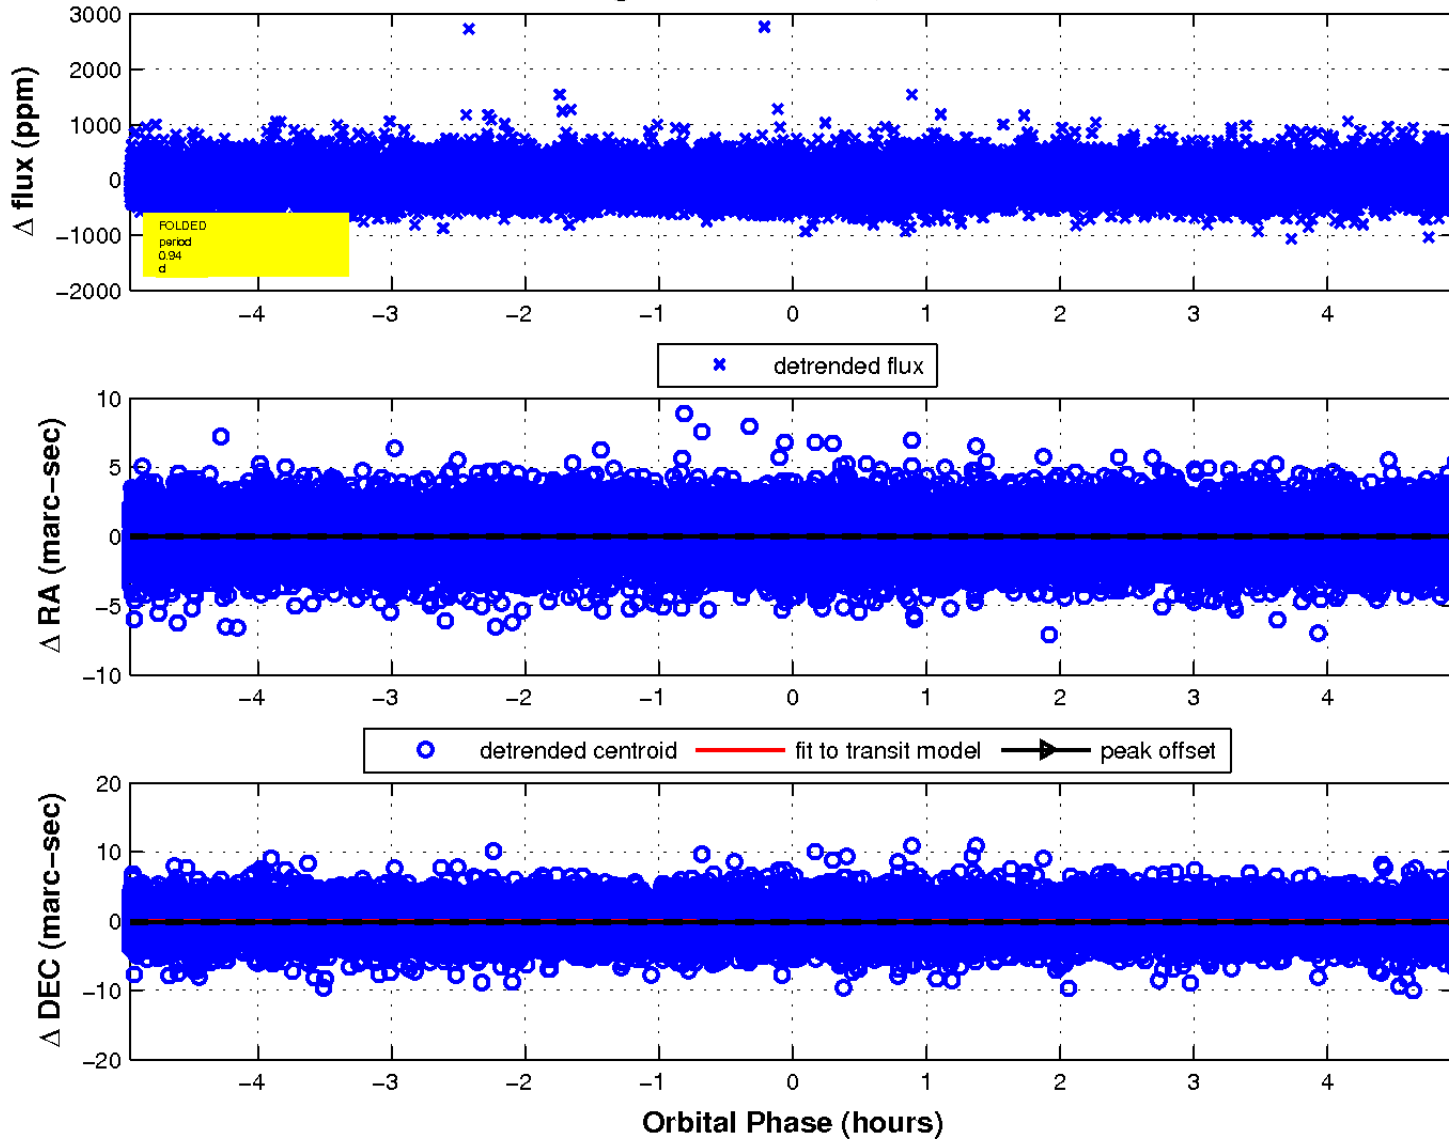 3000
2000
1000
0
−1000
−2000
Δ flux (ppm)
FOLDED
period
0.94
d
−4 −3 −2 −1 0 1 2 3 4
detrended flux
10
5
0
−5
−10
Δ RA (marc−sec)
−4 −3 −2 −1 0 1 2 3 4
detrended centroid fit to transit model peak offset
20
10
0
−10
−20
Δ DEC (marc−sec)
−4 −3 −2 −1 0 1 2 3 4
Orbital Phase (hours)